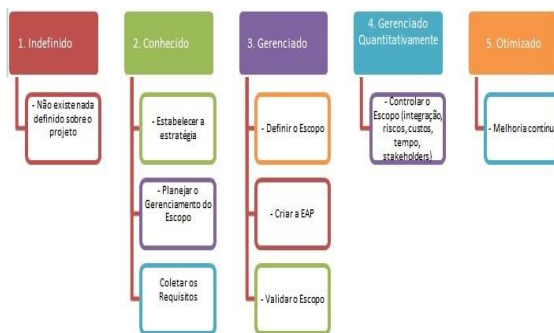 1. Indefinido
- Não existe nada
definido sobre o
projeto
2. Conhecido
- Estabelecer a
estratégia
- Planejar o
Gerenciamento do
Escopo
Coletar os
Requisitos
3. Gerenciado
- Definir o Escopo
- Criar a EAP
- Validar o Escopo
4. Gerenciado
Quantitativamente
- Controlar o
Escopo (integração,
riscos, custos,
tempo,
stakeholders)
5. Otimizado
- Melhoria continu